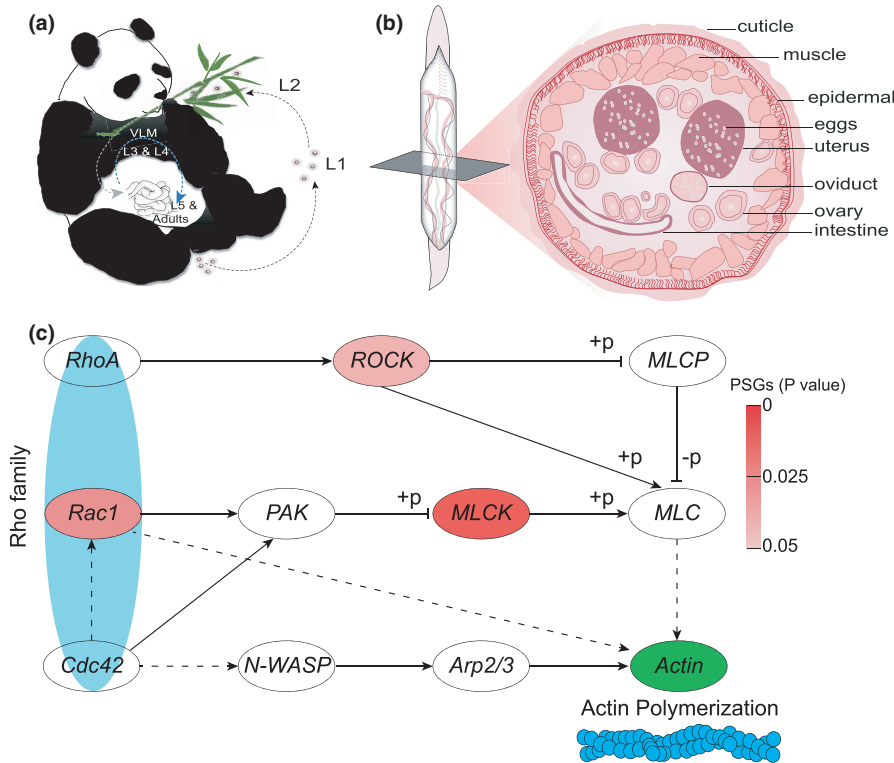 (a)
L2
VLM
L3 & L4
L1
L5 &
Adults
(b)
cuticle
muscle
epidermal
eggs
uterus
oviduct
ovary
intestine
(c)
RhoA
ROCK
+p
MLCP
PSGs (P value)
0
+p
-p
0.025
Rho family
Rac1
PAK
+p
MLCK
+p
MLC
0.05
Cdc42
N-WASP
Arp2/3
Actin
Actin Polymerization